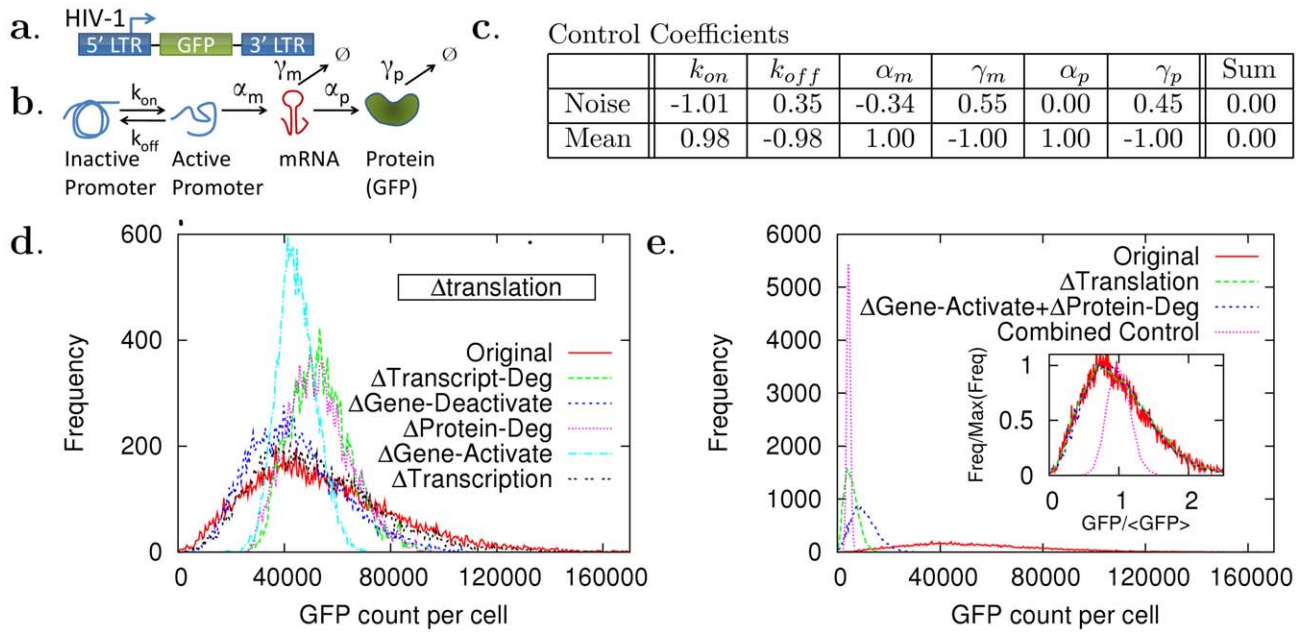 a.
HIV-1
5' LTR GFP 3' LTR
b.
k_on
k_off
α_m
γ_m
∅
α_p
γ_p
∅
Inactive
Promoter
Active
Promoter
mRNA
Protein
(GFP)
c.
Control Coefficients
k_on k_off α_m γ_m α_p γ_p Sum
Noise -1.01 0.35 -0.34 0.55 0.00 0.45 0.00
Mean 0.98 -0.98 1.00 -1.00 1.00 -1.00 0.00
d.
Frequency
600
400
200
0
Δtranslation
Original
ΔTranscript-Deg
ΔGene-Deactivate
ΔProtein-Deg
ΔGene-Activate
ΔTranscription
0 40000 80000 120000 160000
GFP count per cell
e.
Frequency
6000
5000
4000
3000
2000
1000
0
Original
ΔTranslation
ΔGene-Activate+ΔProtein-Deg
Combined Control
Freq/Max(Freq)
1
0.5
0
0 1 2
GFP/<GFP>
0 40000 80000 120000 160000
GFP count per cell